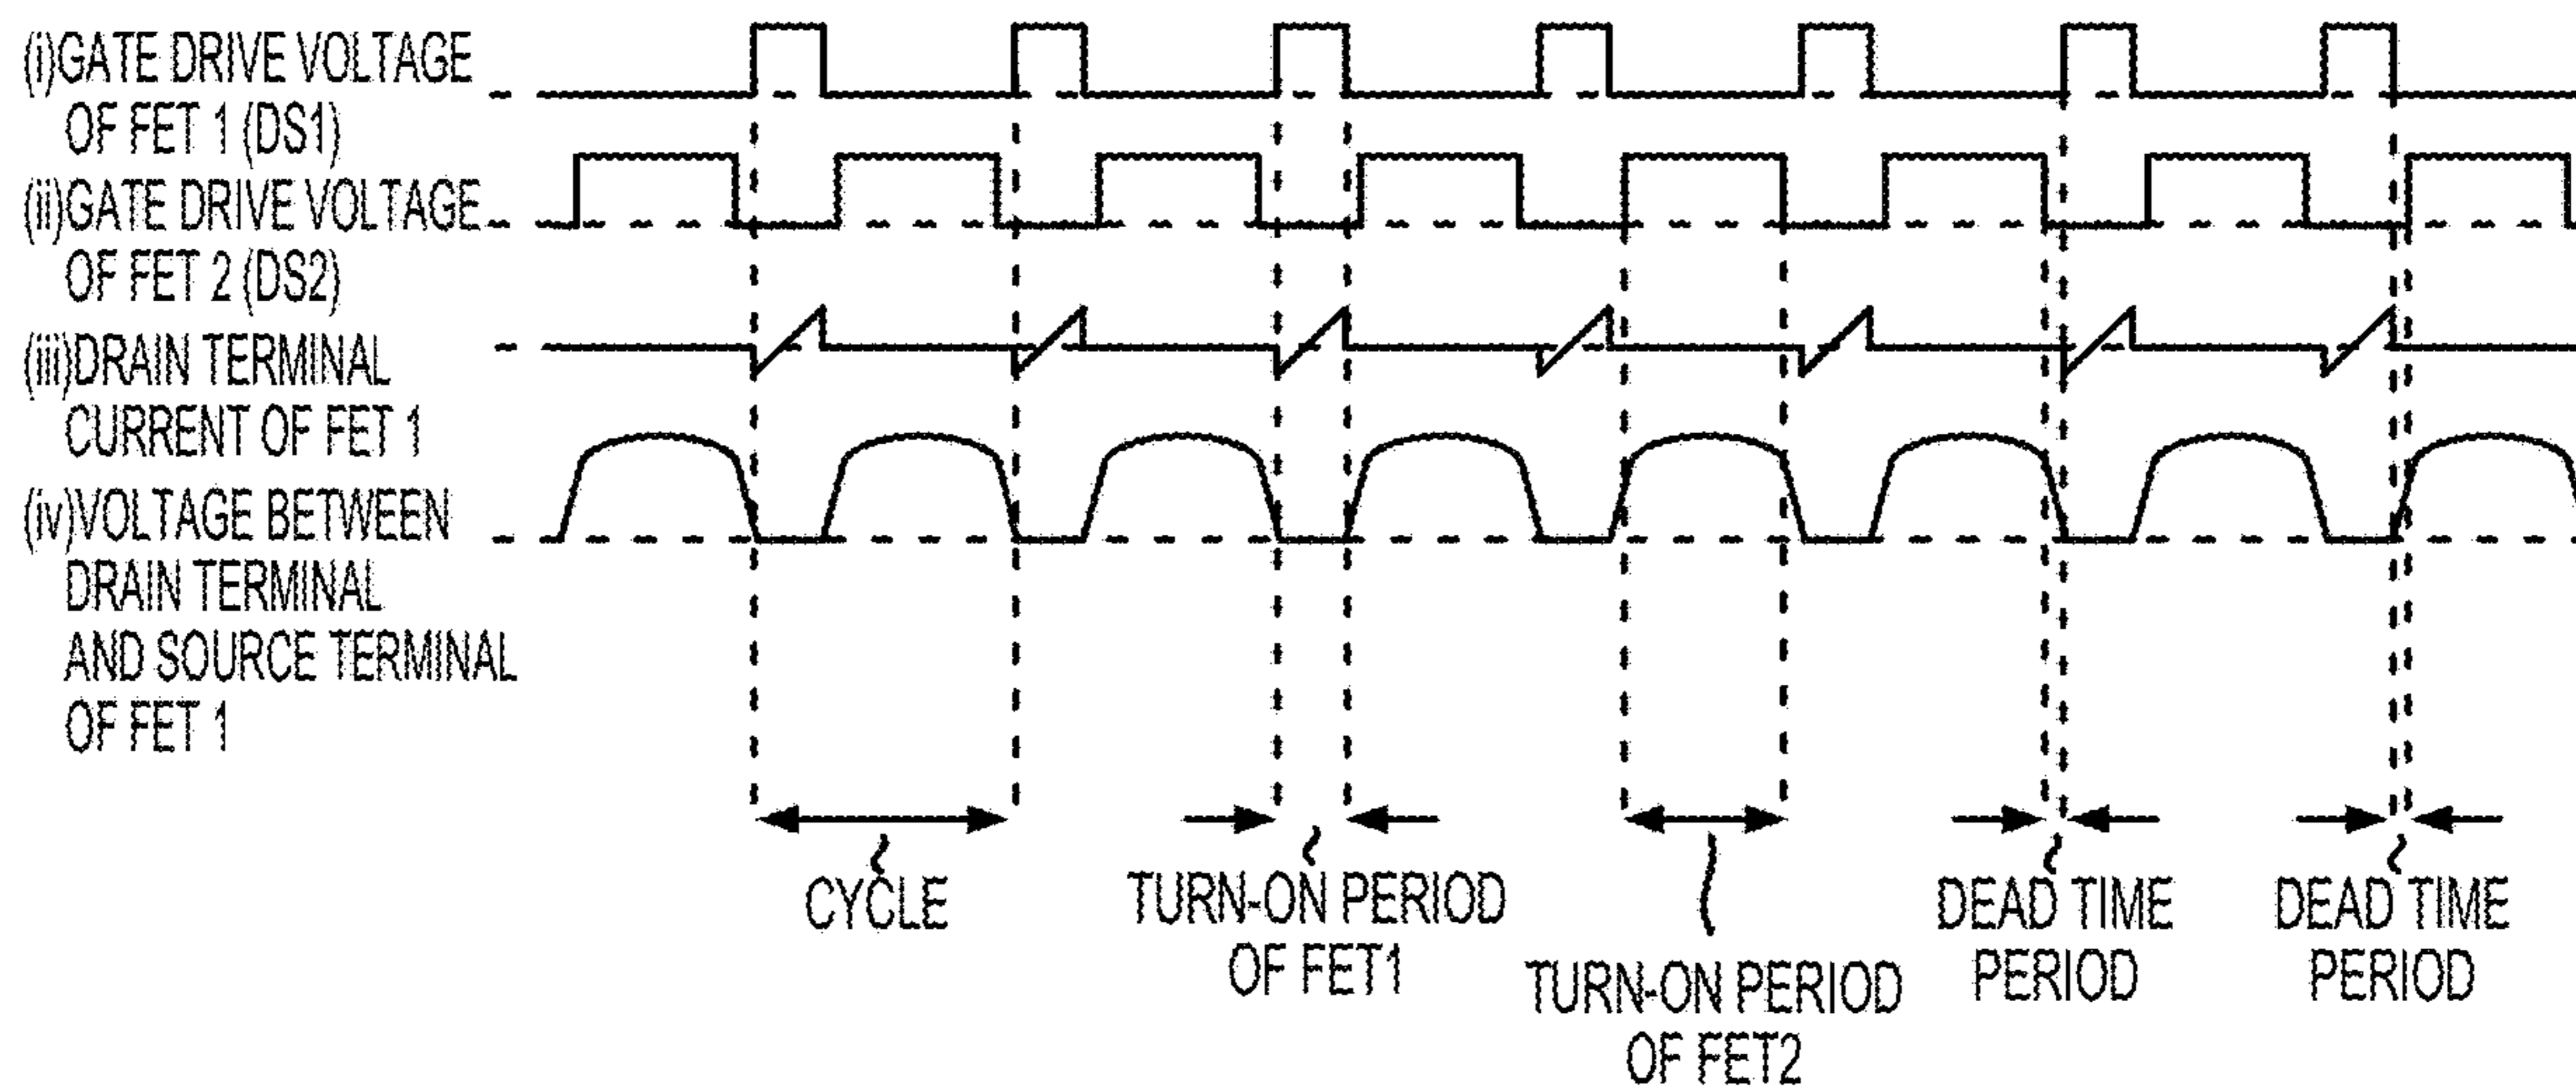 (i)GATE DRIVE VOLTAGE
OF FET 1 (DS1)
(ii)GATE DRIVE VOLTAGE
OF FET 2 (DS2)
(iii)DRAIN TERMINAL
CURRENT OF FET 1
(iv)VOLTAGE BETWEEN
DRAIN TERMINAL
AND SOURCE TERMINAL
OF FET 1
CYCLE
TURN-ON PERIOD
OF FET1
TURN-ON PERIOD
OF FET2
DEAD TIME
PERIOD
DEAD TIME
PERIOD